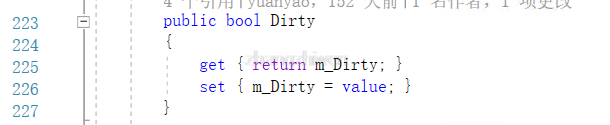 4 个引用|yuanyao, 152 天前|1 名作者, 1 项更改
223 public bool Dirty
224 {
225 get { return m_Dirty; }
226 set { m_Dirty = value; }
227 }